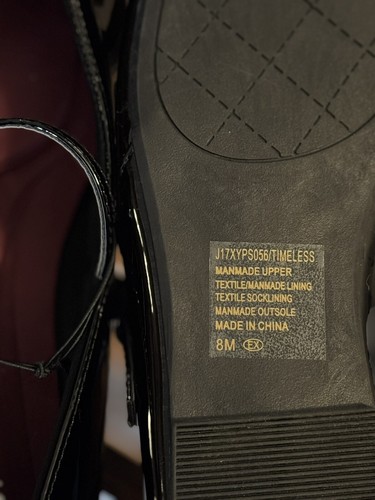 J17XYPS056/TIMELESS
MANMADE UPPER
TEXTILE/MANMADE LINING
TEXTILE SOCKLINING
MANMADE OUTSOLE
MADE IN CHINA
8M EX